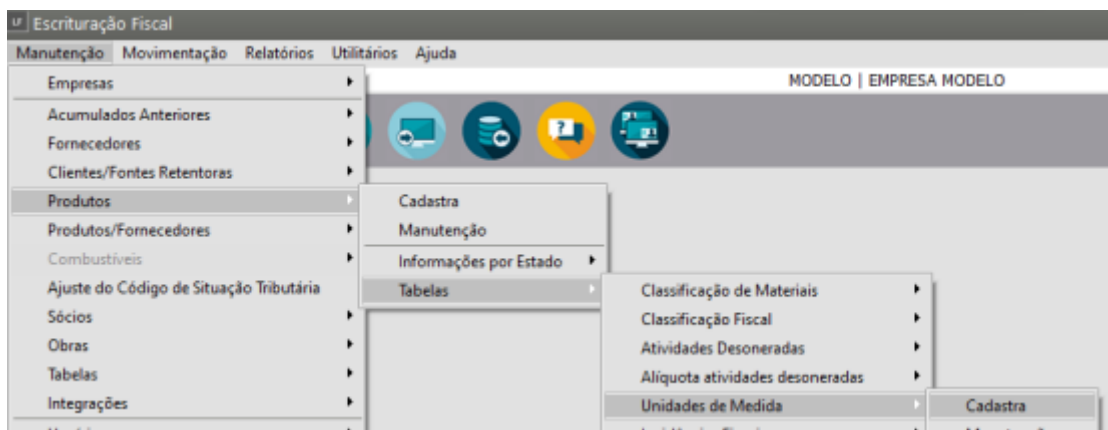 LF Escrituração Fiscal
Manutenção Movimentação Relatórios Utilitários Ajuda
MODELO | EMPRESA MODELO
Empresas
Acumulados Anteriores
Fornecedores
Clientes/Fontes Retentoras
Produtos
Produtos/Fornecedores
Combustíveis
Ajuste do Código de Situação Tributária
Sócios
Obras
Tabelas
Integrações
Cadastra
Manutenção
Informações por Estado
Tabelas
Classificação de Materiais
Classificação Fiscal
Atividades Desoneradas
Alíquota atividades desoneradas
Unidades de Medida
Cadastra